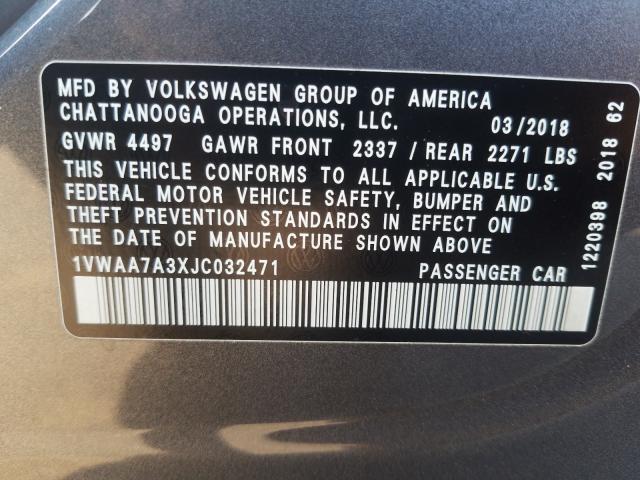 MFD BY VOLKSWAGEN GROUP OF AMERICA
CHATTANOOGA OPERATIONS, LLC. 03/2018
GVWR 4497 GAWR FRONT 2337 / REAR 2271 LBS
THIS VEHICLE CONFORMS TO ALL APPLICABLE U.S.
FEDERAL MOTOR VEHICLE SAFETY, BUMPER AND
THEFT PREVENTION STANDARDS IN EFFECT ON
THE DATE OF MANUFACTURE SHOWN ABOVE
1VWAA7A3XJC032471 PASSENGER CAR
1220398 2018 62